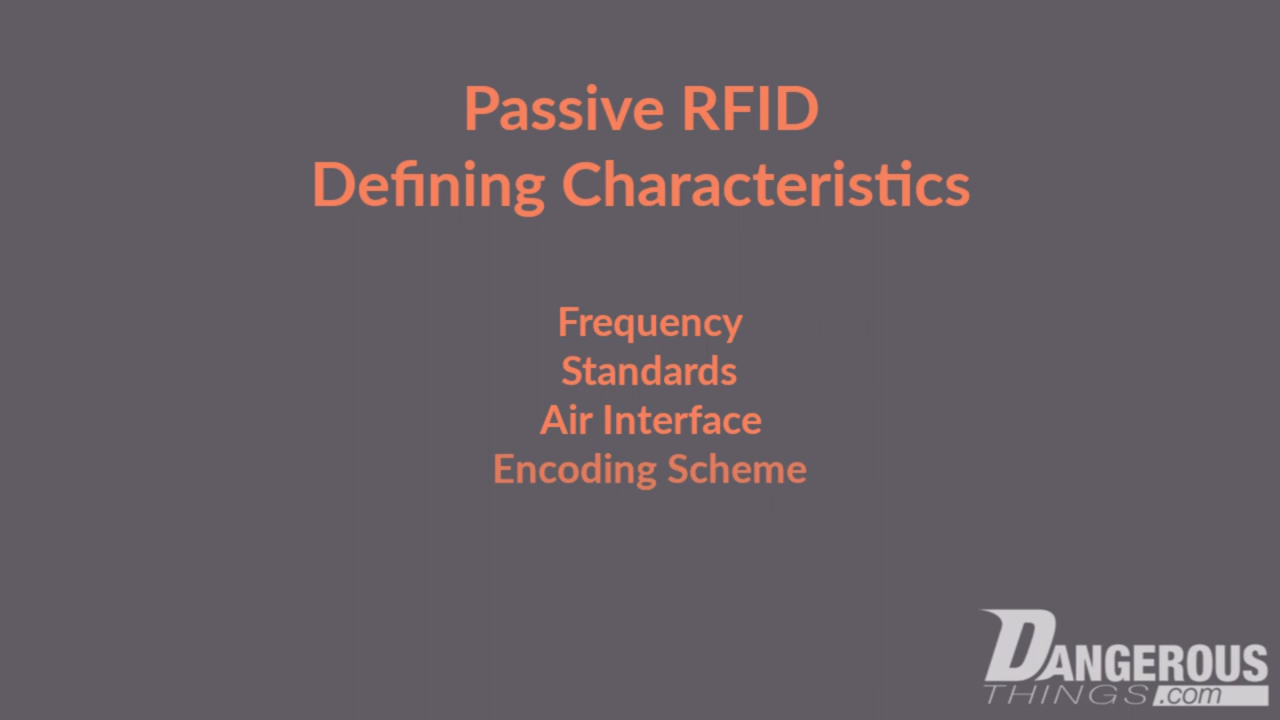 Passive RFID
Defining Characteristics
Frequency
Standards
Air Interface
Encoding Scheme
DANGEROUS
THINGS.com